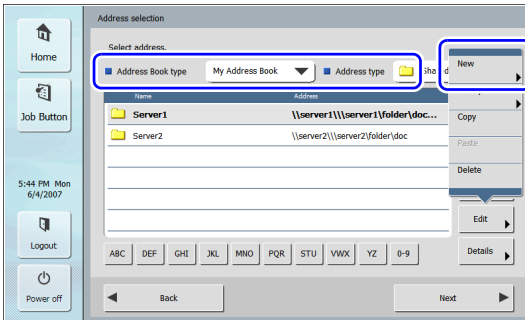 Address selection
Home
Select address.
Address Book type
My Address Book
Address type
New
Name
Address
Job Button
Server1
\\server1\\\server1\folder\doc...
Copy
Server2
\\server2\\\server2\folder\doc
Paste
Delete
5:44 PM Mon
6/4/2007
Edit
Logout
ABC DEF GHI JKL MNO PQR STU VWX YZ 0-9
Details
Power off
Back
Next